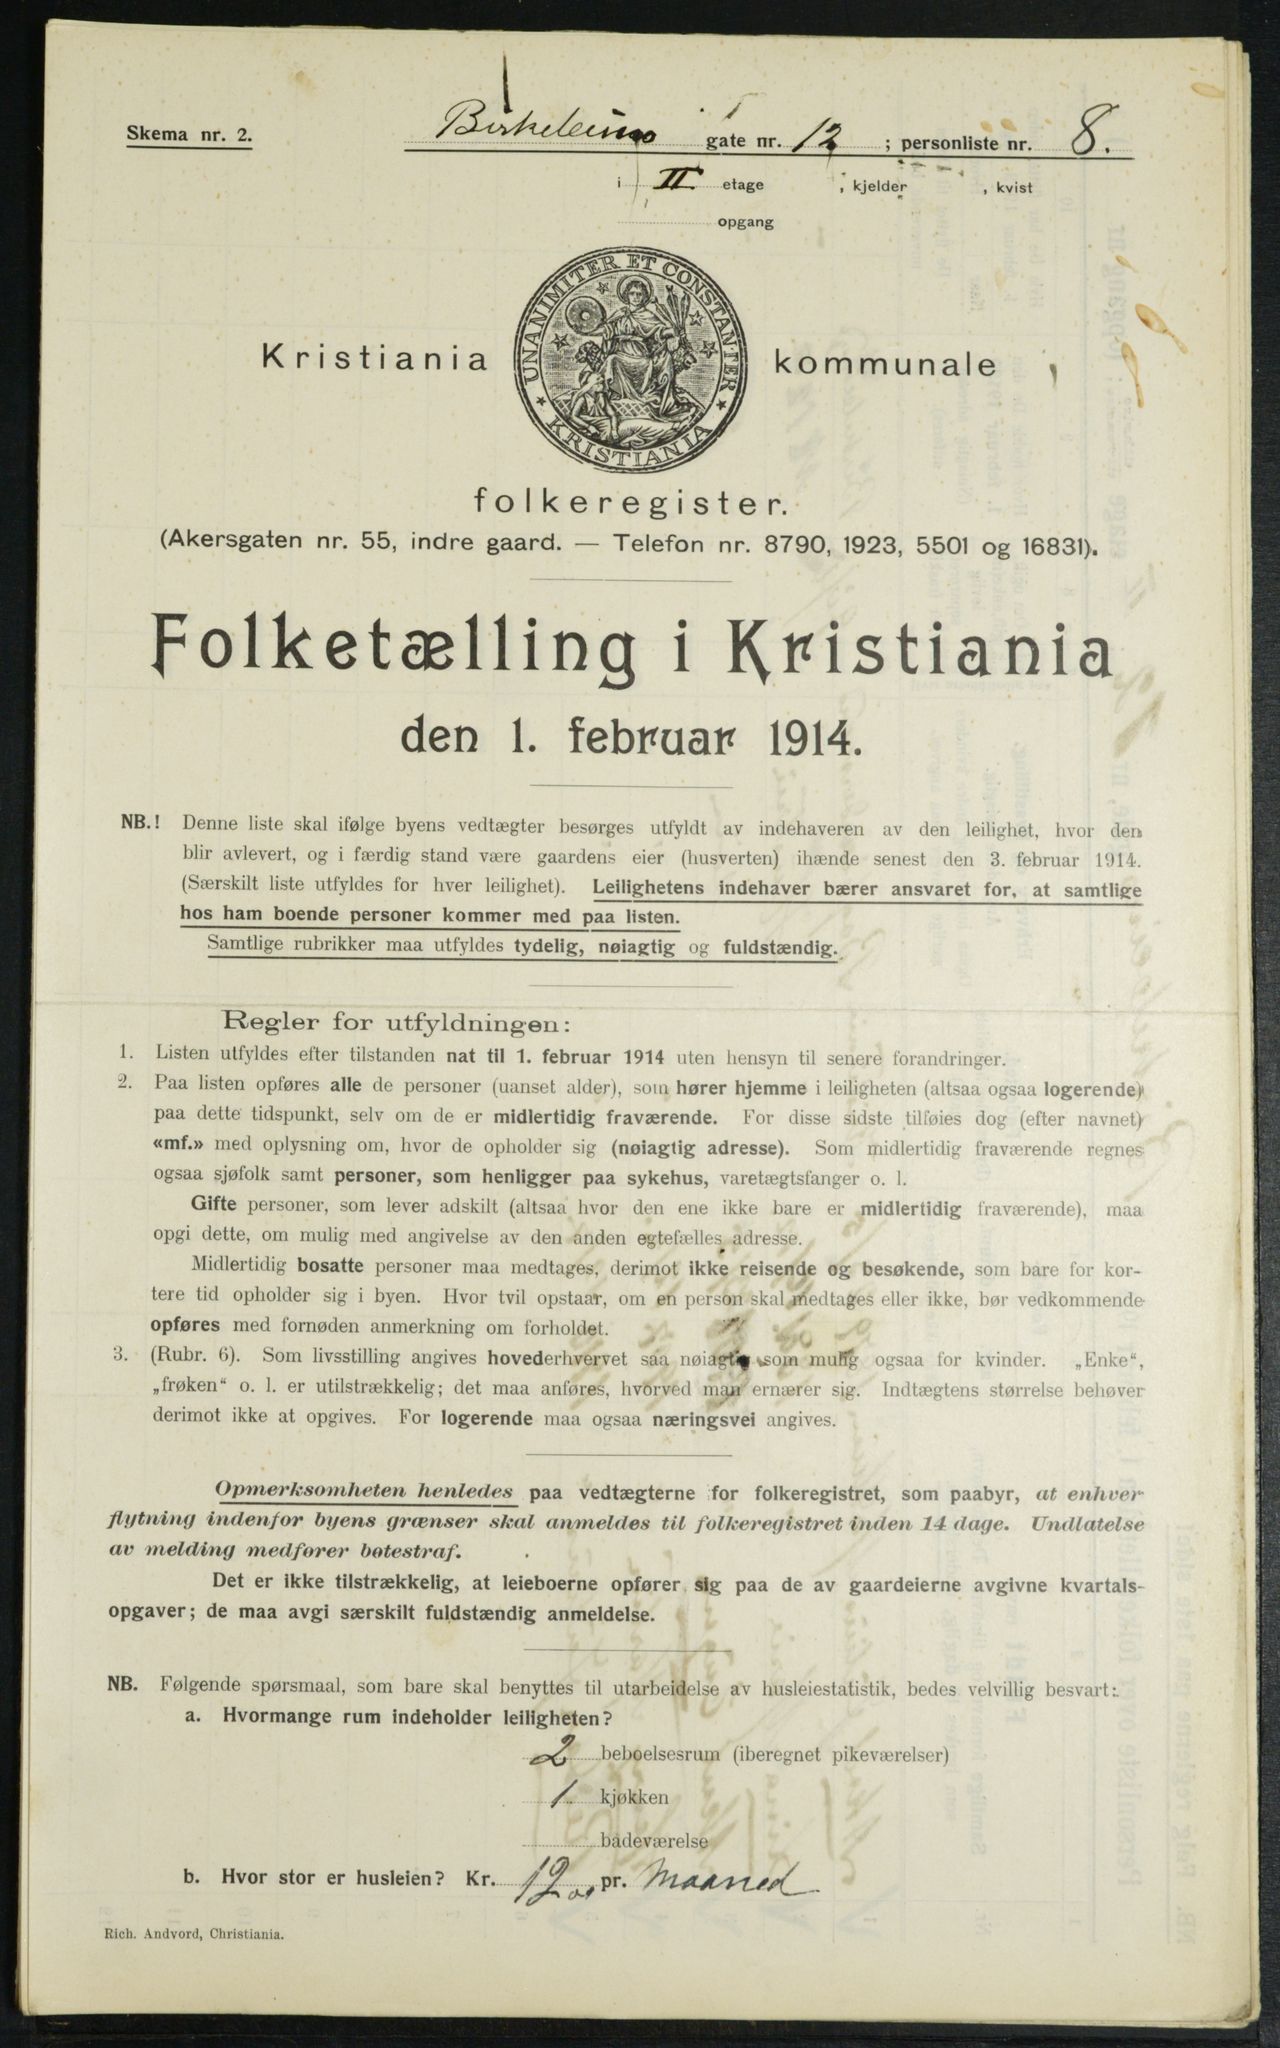 Skema nr. 2.
Birkelunds gate nr. 12 ; personliste nr. 8.
i II etage , kjelder , kvist
opgang
UNANIMITER ET CONSTANTER
KRISTIANIA
Kristiania kommunale
folkeregister.
(Akersgaten nr. 55, indre gaard. — Telefon nr. 8790, 1923, 5501 og 16831).
Folketælling i Kristiania
den 1. februar 1914.
NB.! Denne liste skal ifølge byens vedtægter besørges utfyldt av indehaveren av den leilighet, hvor den
blir avlevert, og i færdig stand være gaardens eier (husverten) ihænde senest den 3. februar 1914.
(Særskilt liste utfyldes for hver leilighet). Leilighetens indehaver bærer ansvaret for, at samtlige
hos ham boende personer kommer med paa listen.
Samtlige rubrikker maa utfyldes tydelig, nøiagtig og fuldstændig.
Regler for utfyldningen:
1. Listen utfyldes efter tilstanden nat til 1. februar 1914 uten hensyn til senere forandringer.
2. Paa listen opføres alle de personer (uanset alder), som hører hjemme i leiligheten (altsaa ogsaa logerende)
paa dette tidspunkt, selv om de er midlertidig fraværende. For disse sidste tilføies dog (efter navnet)
«mf.» med oplysning om, hvor de opholder sig (nøiagtig adresse). Som midlertidig fraværende regnes
ogsaa sjøfolk samt personer, som henligger paa sykehus, varetægtsfanger o. l.
Gifte personer, som lever adskilt (altsaa hvor den ene ikke bare er midlertidig fraværende), maa
opgi dette, om mulig med angivelse av den anden egtefælles adresse.
Midlertidig bosatte personer maa medtages, derimot ikke reisende og besøkende, som bare for kor-
tere tid opholder sig i byen. Hvor tvil opstaar, om en person skal medtages eller ikke, bør vedkommende
opføres med fornøden anmerkning om forholdet.
3. (Rubr. 6). Som livsstilling angives hovederhvervet saa nøiagtig som mulig ogsaa for kvinder. „Enke“,
„frøken“ o. l. er utilstrækkelig; det maa anføres, hvorved man ernærer sig. Indtægtens størrelse behøver
derimot ikke at opgives. For logerende maa ogsaa næringsvei angives.
Opmerksomheten henledes paa vedtægterne for folkeregistret, som paabyr, at enhver
flytning indenfor byens grænser skal anmeldes til folkeregistret inden 14 dage. Undlatelse
av melding medfører bøtestraf.
Det er ikke tilstrækkelig, at leieboerne opfører sig paa de av gaardeierne avgivne kvartals-
opgaver; de maa avgi særskilt fuldstændig anmeldelse.
NB. Følgende spørsmaal, som bare skal benyttes til utarbeidelse av husleiestatistik, bedes velvillig besvart:
a. Hvormange rum indeholder leiligheten?
2 beboelsesrum (iberegnet pikeværelser)
1 kjøkken
badeværelse
b. Hvor stor er husleien? Kr. 12 00 pr. Maaned
Rich. Andvord, Christiania.